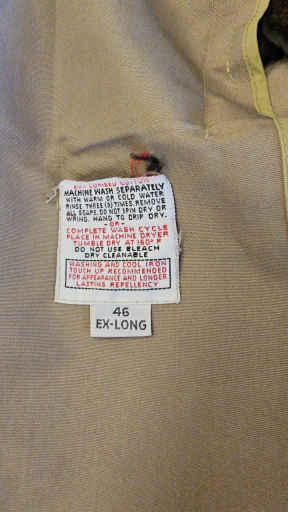 COTTON
MACHINE WASH SEPARATELY
WITH WARM OR COLD WATER
RINSE THREE (3) TIMES. REMOVE
ALL SOAPS. DO NOT SPIN DRY OR
WRING. HANG TO DRIP DRY.
- OR -
COMPLETE WASH CYCLE
PLACE IN MACHINE DRYER
TUMBLE DRY AT 160° F
DO NOT USE BLEACH
DRY CLEANABLE
WASHING AND COOL IRON
TOUCH UP RECOMMENDED
FOR APPEARANCE AND LONGER
LASTING REPELLENCY
46
EX-LONG